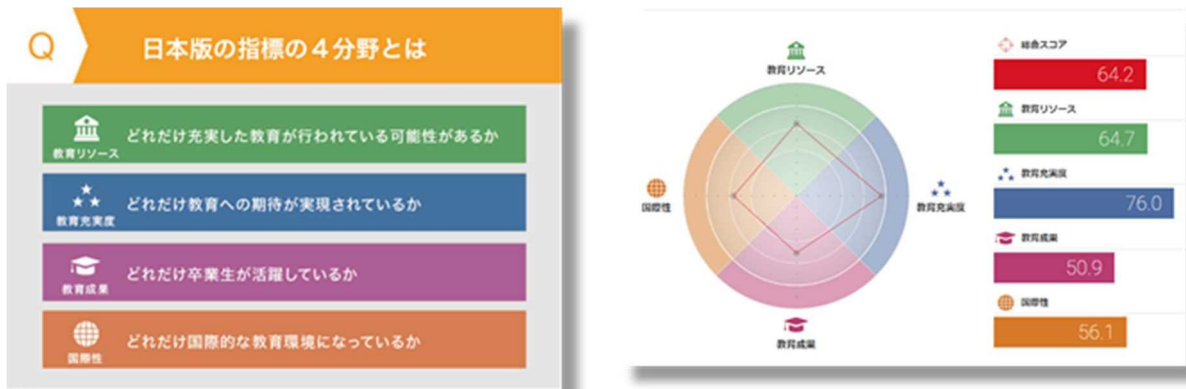 Q
日本版の指標の4分野とは
教育リソース
どれだけ充実した教育が行われている可能性があるか
教育充実度
どれだけ教育への期待が実現されているか
教育成果
どれだけ卒業生が活躍しているか
国際性
どれだけ国際的な教育環境になっているか
教育リソース
国際性
教育充実度
教育成果
総合スコア
64.2
教育リソース
64.7
教育充実度
76.0
教育成果
50.9
国際性
56.1